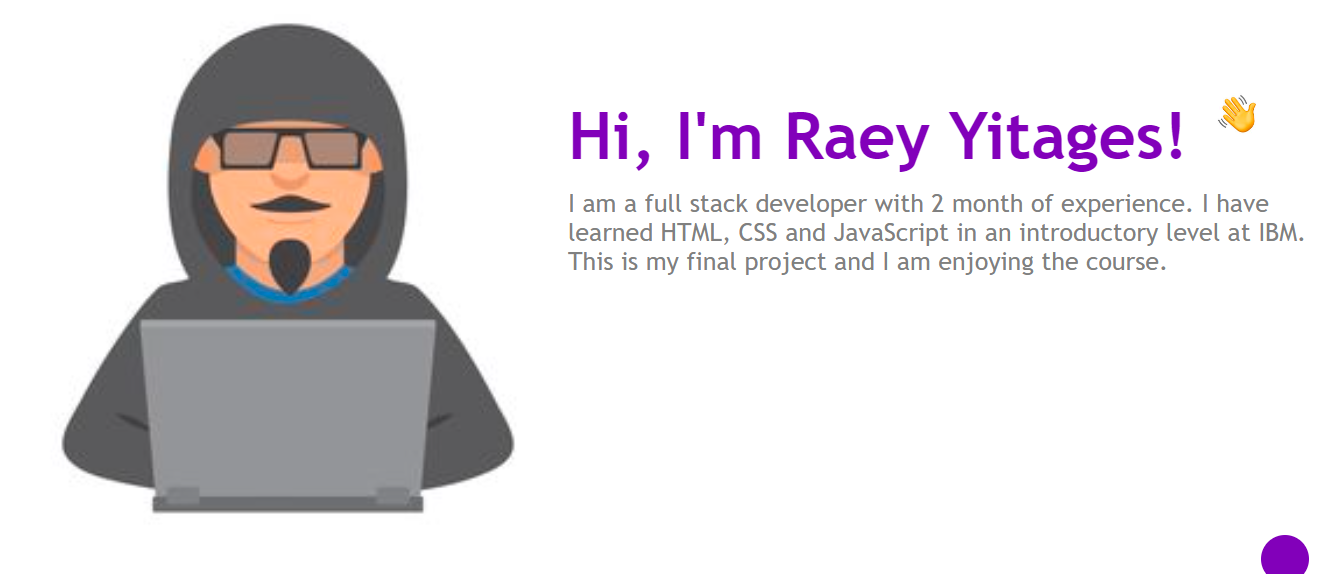 Hi, I'm Raey Yitages! 👋
I am a full stack developer with 2 month of experience. I have
learned HTML, CSS and JavaScript in an introductory level at IBM.
This is my final project and I am enjoying the course.